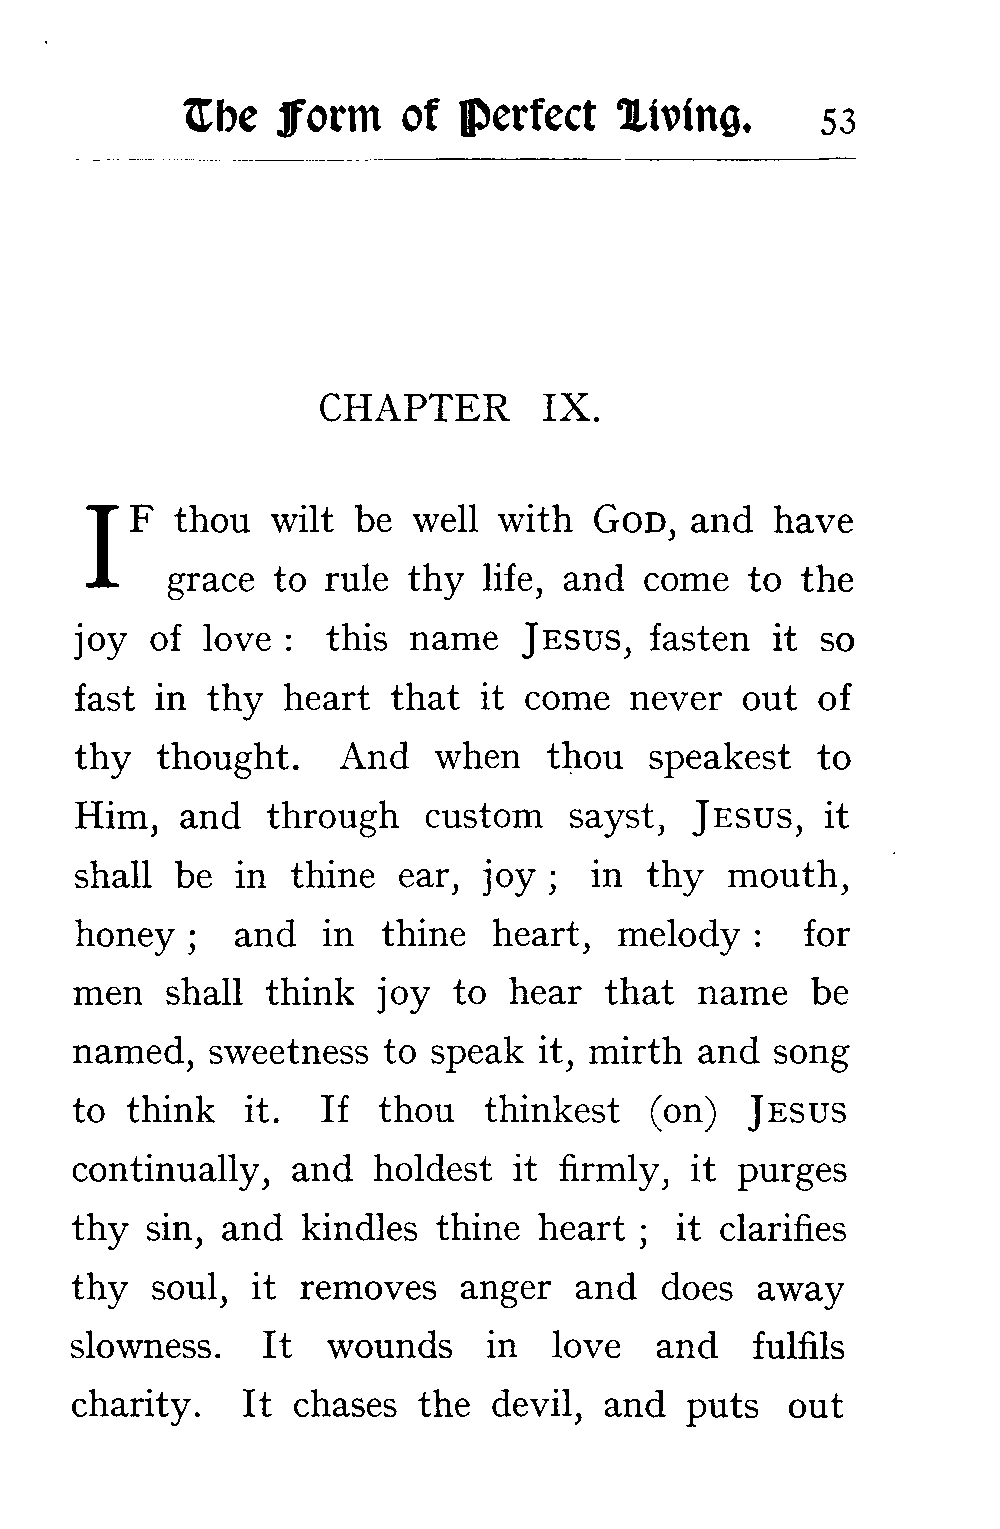 The Form of Perfect Living. 53
CHAPTER IX.
IF thou wilt be well with GOD, and have
grace to rule thy life, and come to the
joy of love : this name JESUS, fasten it so
fast in thy heart that it come never out of
thy thought. And when thou speakest to
Him, and through custom sayst, JESUS, it
shall be in thine ear, joy ; in thy mouth,
honey ; and in thine heart, melody : for
men shall think joy to hear that name be
named, sweetness to speak it, mirth and song
to think it. If thou thinkest (on) JESUS
continually, and holdest it firmly, it purges
thy sin, and kindles thine heart ; it clarifies
thy soul, it removes anger and does away
slowness. It wounds in love and fulfils
charity. It chases the devil, and puts out